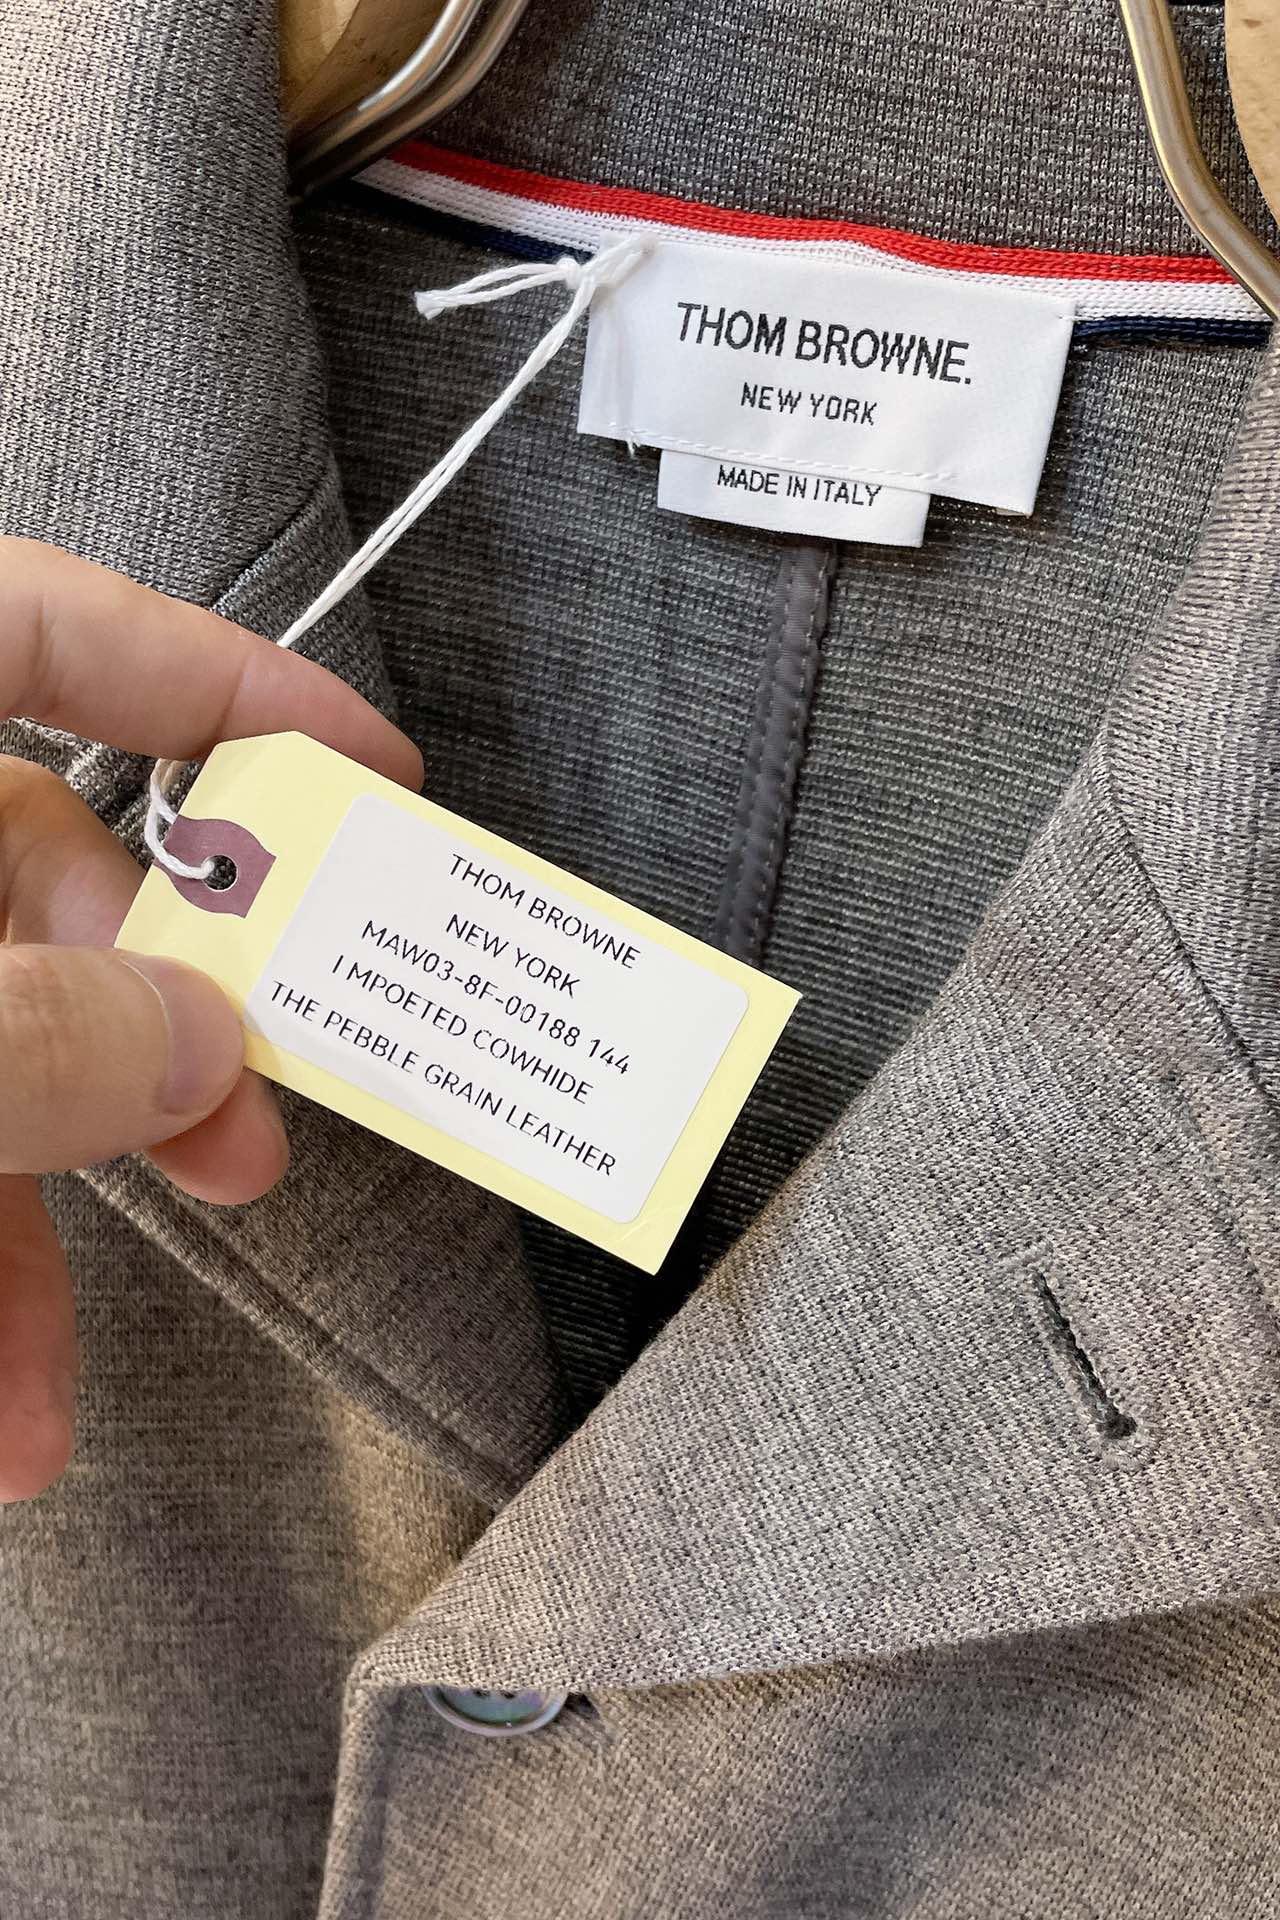 THOM BROWNE.
NEW YORK
MADE IN ITALY
THOM BROWNE
NEW YORK
MAW03-8F-00188 144
I MPOETED COWHIDE
THE PEBBLE GRAIN LEATHER